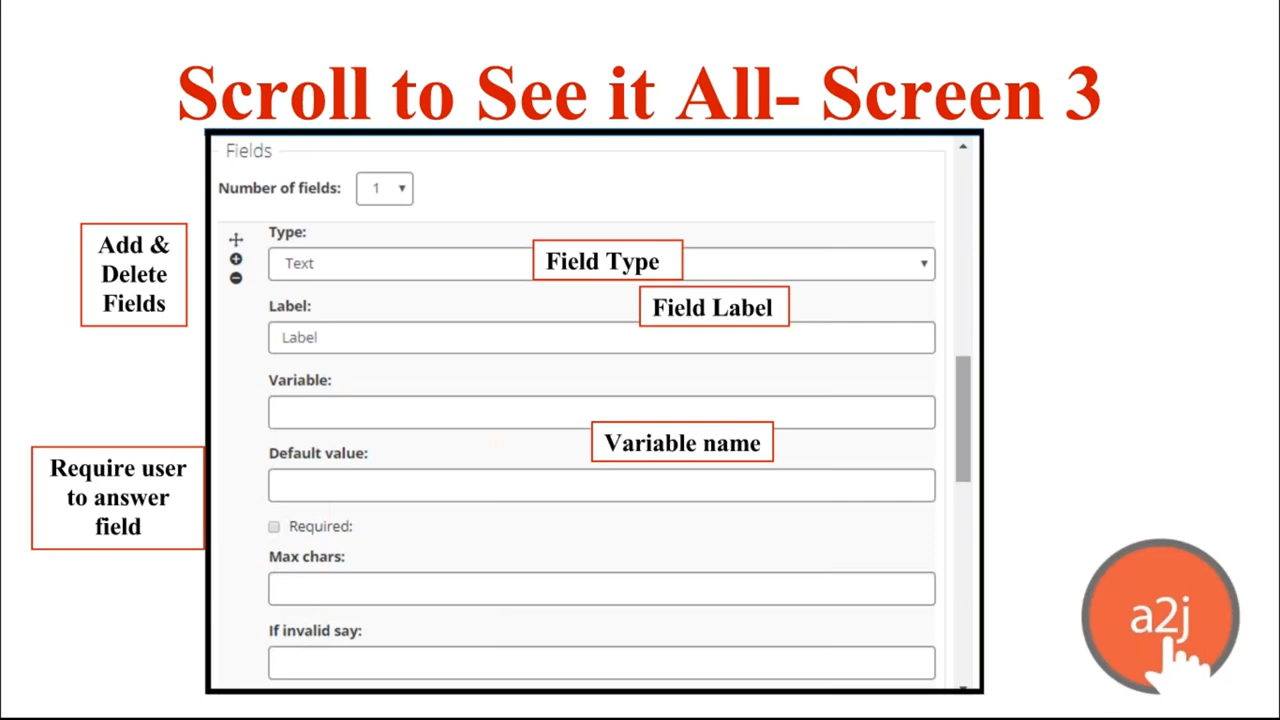 Scroll to See it All- Screen 3
Fields
Number of fields: 1
Add &
Delete
Fields
Type:
Text
Field Type
Label:
Field Label
Label
Variable:
Variable name
Default value:
Require user
to answer
field
Required:
Max chars:
If invalid say:
a2j